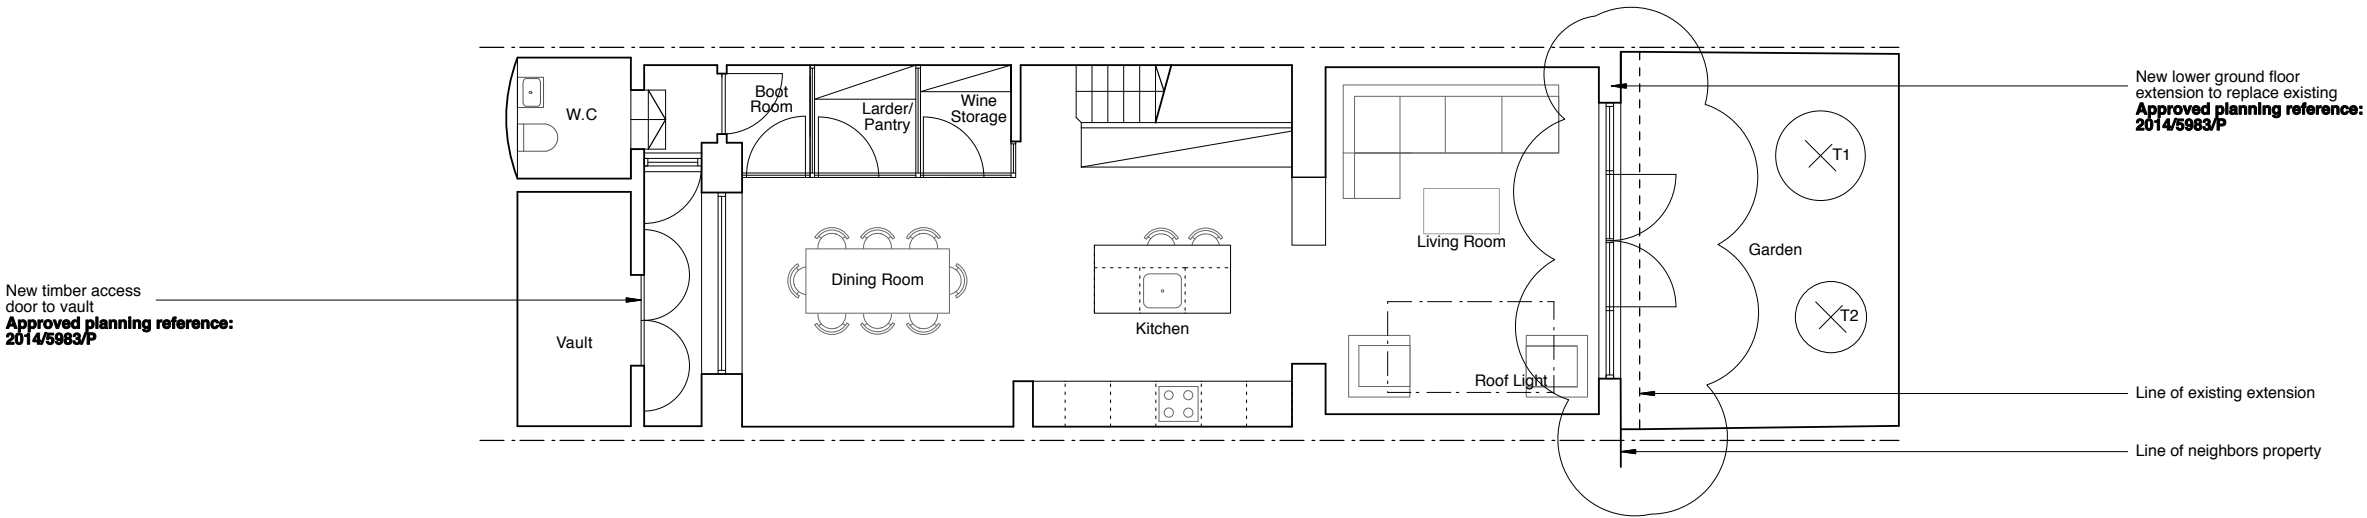 New lower ground floor
extension to replace existing
Approved planning reference:
2014/5983/P
W.C
Boot
Room
Larder/
Pantry
Wine
Storage
T1
Living Room
Garden
Dining Room
New timber access
door to vault
Approved planning reference:
2014/5983/P
T2
Kitchen
Vault
Roof Light
Line of existing extension
Line of neighbors property